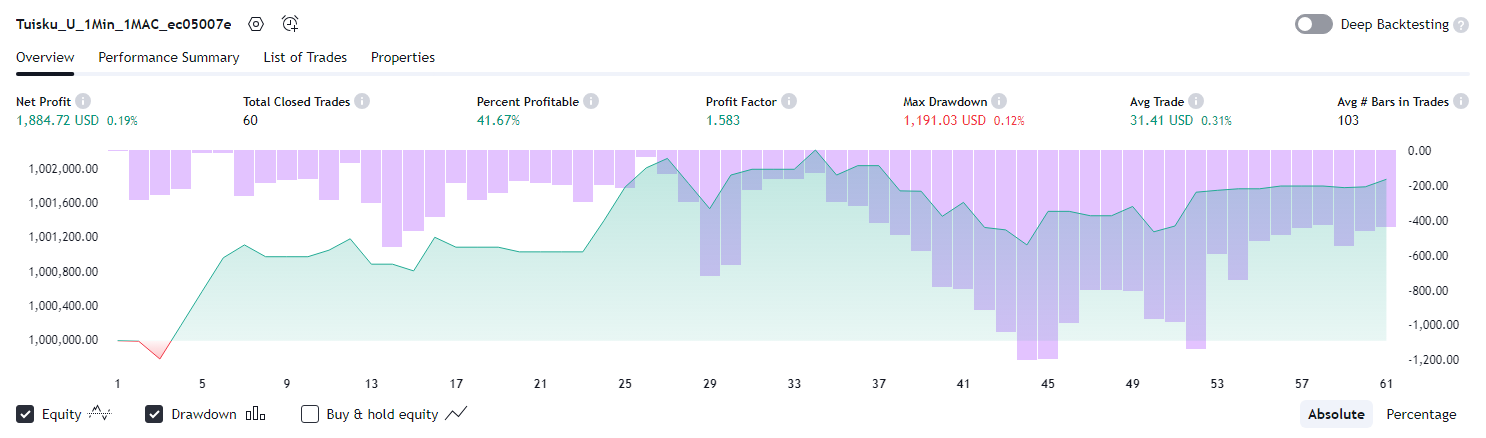 Tuisku_U_1Min_1MAC_ec05007e
Deep Backtesting ?
Overview Performance Summary List of Trades Properties
Net Profit i Total Closed Trades i Percent Profitable i Profit Factor i Max Drawdown i Avg Trade i Avg # Bars in Trades i
1,884.72 USD 0.19% 60 41.67% 1.583 1,191.03 USD 0.12% 31.41 USD 0.31% 103
1,002,000.00
1,001,600.00
1,001,200.00
1,000,800.00
1,000,400.00
1,000,000.00
0.00
-200.00
-400.00
-600.00
-800.00
-1,000.00
-1,200.00
1 5 9 13 17 21 25 29 33 37 41 45 49 53 57 61
Equity Drawdown Buy & hold equity Absolute Percentage